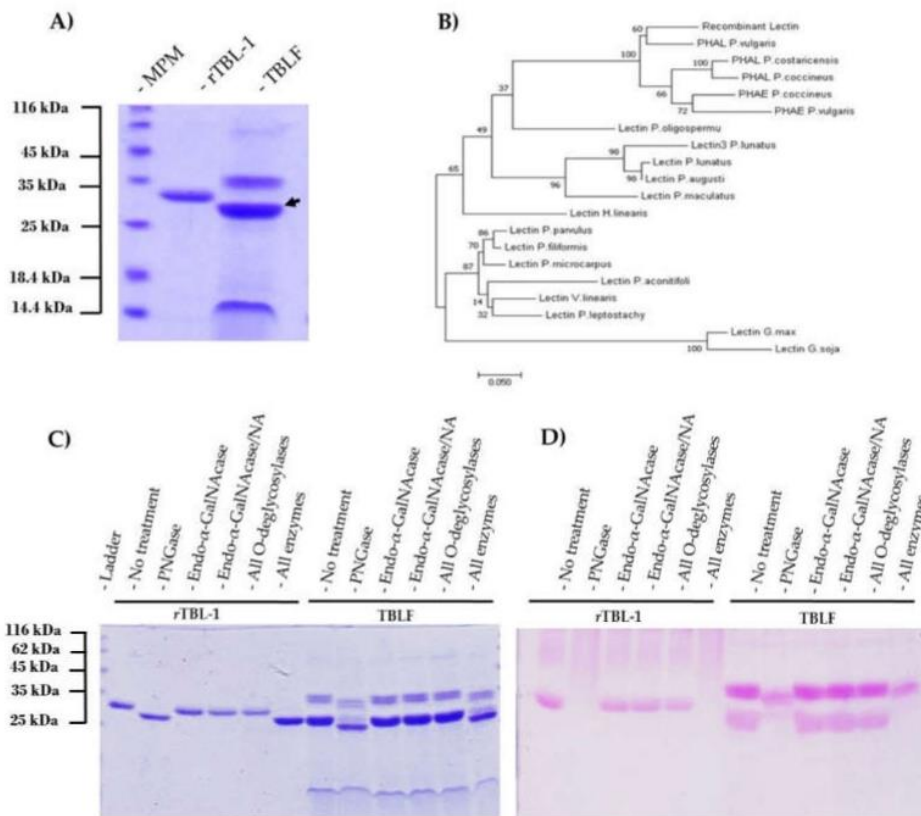 A)
- MPM
- rTBL-1
- TBLF
116 kDa
45 kDa
35 kDa
25 kDa
18.4 kDa
14.4 kDa
B)
Recombinant Lectin
60
PHAL P.vulgaris
100
PHAL P.costaricensis
100
PHAL P.coccineus
66
PHAE P.coccineus
72
PHAE P.vulgaris
37
Lectin P.oligospermu
49
Lectin3 P.lunatus
90
Lectin P.lunatus
98
Lectin P.augusti
96
Lectin P.maculatus
65
Lectin H.linearis
Lectin P.parvulus
86
Lectin P.filiformis
70
Lectin P.microcarpus
87
Lectin P.aconitifoli
Lectin V.linearis
14
32
Lectin P.leptostachy
Lectin G.max
100
Lectin G.soja
0.050
C)
- Ladder
- No treatment
- PNGase
- Endo-α-GalNAcase
- Endo-α-GalNAcase/NA
- All O-deglycosylases
- All enzymes
- No treatment
- PNGase
- Endo-α-GalNAcase
- Endo-α-GalNAcase/NA
- All O-deglycosylases
- All enzymes
rTBL-1
TBLF
116 kDa
62 kDa
45 kDa
35 kDa
25 kDa
D)
- No treatment
- PNGase
- Endo-α-GalNAcase
- Endo-α-GalNAcase/NA
- All O-deglycosylases
- All enzymes
- No treatment
- PNGase
- Endo-α-GalNAcase
- Endo-α-GalNAcase/NA
- All O-deglycosylases
- All enzymes
rTBL-1
TBLF